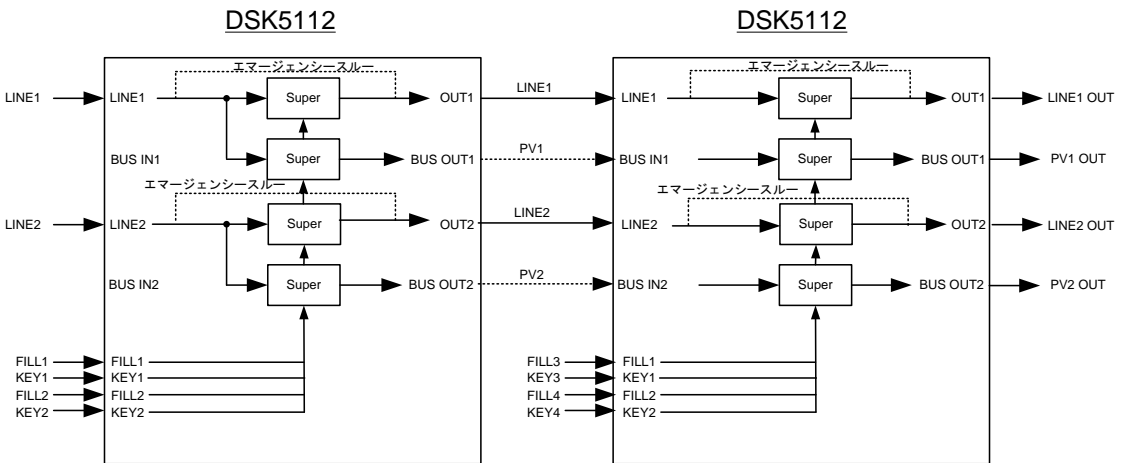 DSK5112
DSK5112
エマージェンシースルー
エマージェンシースルー
LINE1
LINE1
Super
OUT1
LINE1
LINE1
Super
OUT1
LINE1 OUT
BUS IN1
Super
BUS OUT1
PV1
BUS IN1
Super
BUS OUT1
PV1 OUT
エマージェンシースルー
エマージェンシースルー
LINE2
LINE2
Super
OUT2
LINE2
LINE2
Super
OUT2
LINE2 OUT
BUS IN2
Super
BUS OUT2
PV2
BUS IN2
Super
BUS OUT2
PV2 OUT
FILL1
FILL1
FILL3
FILL1
KEY1
KEY1
KEY3
KEY1
FILL2
FILL2
FILL4
FILL2
KEY2
KEY2
KEY4
KEY2